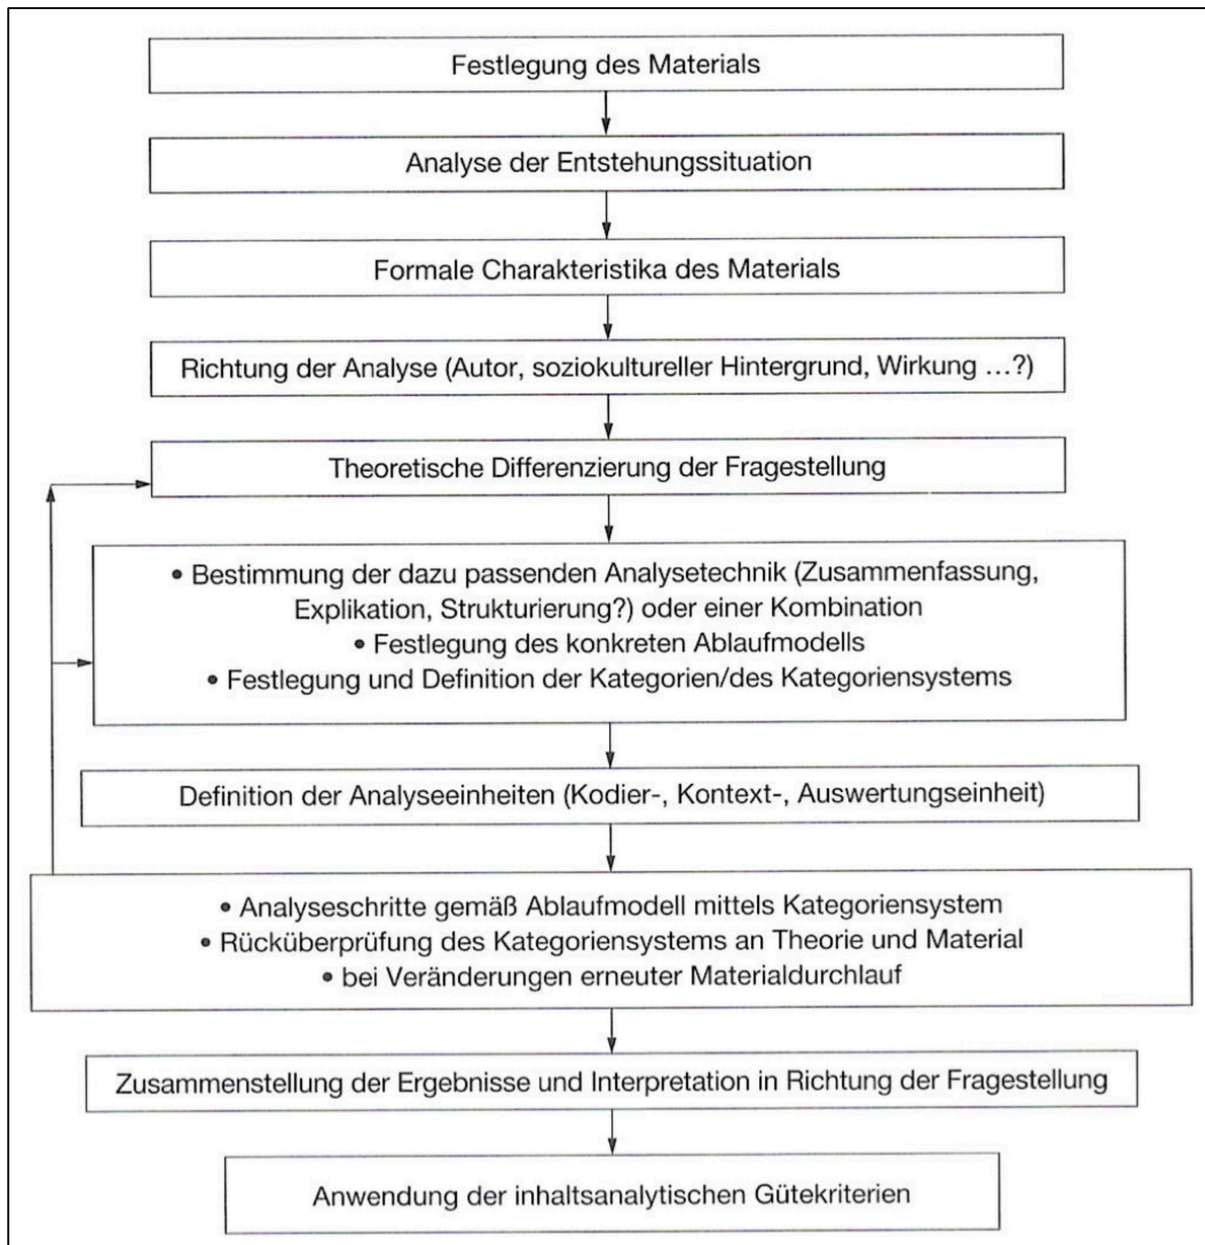 Festlegung des Materials
Analyse der Entstehungssituation
Formale Charakteristika des Materials
Richtung der Analyse (Autor, soziokultureller Hintergrund, Wirkung …?)
Theoretische Differenzierung der Fragestellung
• Bestimmung der dazu passenden Analysetechnik (Zusammenfassung,
Explikation, Strukturierung?) oder einer Kombination
• Festlegung des konkreten Ablaufmodells
• Festlegung und Definition der Kategorien/des Kategoriensystems
Definition der Analyseeinheiten (Kodier-, Kontext-, Auswertungseinheit)
• Analyseschritte gemäß Ablaufmodell mittels Kategoriensystem
• Rücküberprüfung des Kategoriensystems an Theorie und Material
• bei Veränderungen erneuter Materialdurchlauf
Zusammenstellung der Ergebnisse und Interpretation in Richtung der Fragestellung
Anwendung der inhaltsanalytischen Gütekriterien